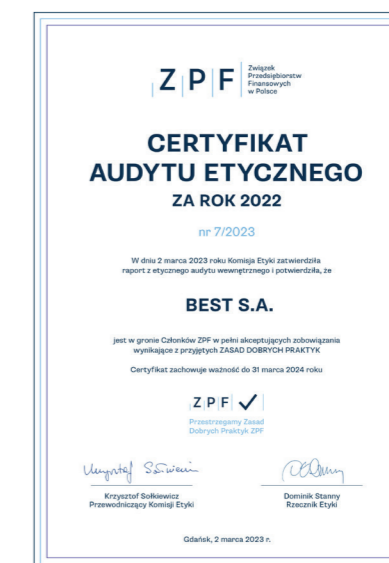 ZPF
Związek
Przedsiębiorstw
Finansowych
w Polsce
CERTYFIKAT
AUDYTU ETYCZNEGO
ZA ROK 2022
nr 7/2023
W dniu 2 marca 2023 roku Komisja Etyki zatwierdziła
raport z etycznego audytu wewnętrznego i potwierdziła, że
BEST S.A.
jest w gronie Członków ZPF w pełni akceptujących zobowiązania
wynikające z przyjętych ZASAD DOBRYCH PRAKTYK
Certyfikat zachowuje ważność do 31 marca 2024 roku
ZPF
Przestrzegamy Zasad
Dobrych Praktyk ZPF
Krzysztof Sołkiewicz
Przewodniczący Komisji Etyki
Dominik Stanny
Rzecznik Etyki
Gdańsk, 2 marca 2023 r.